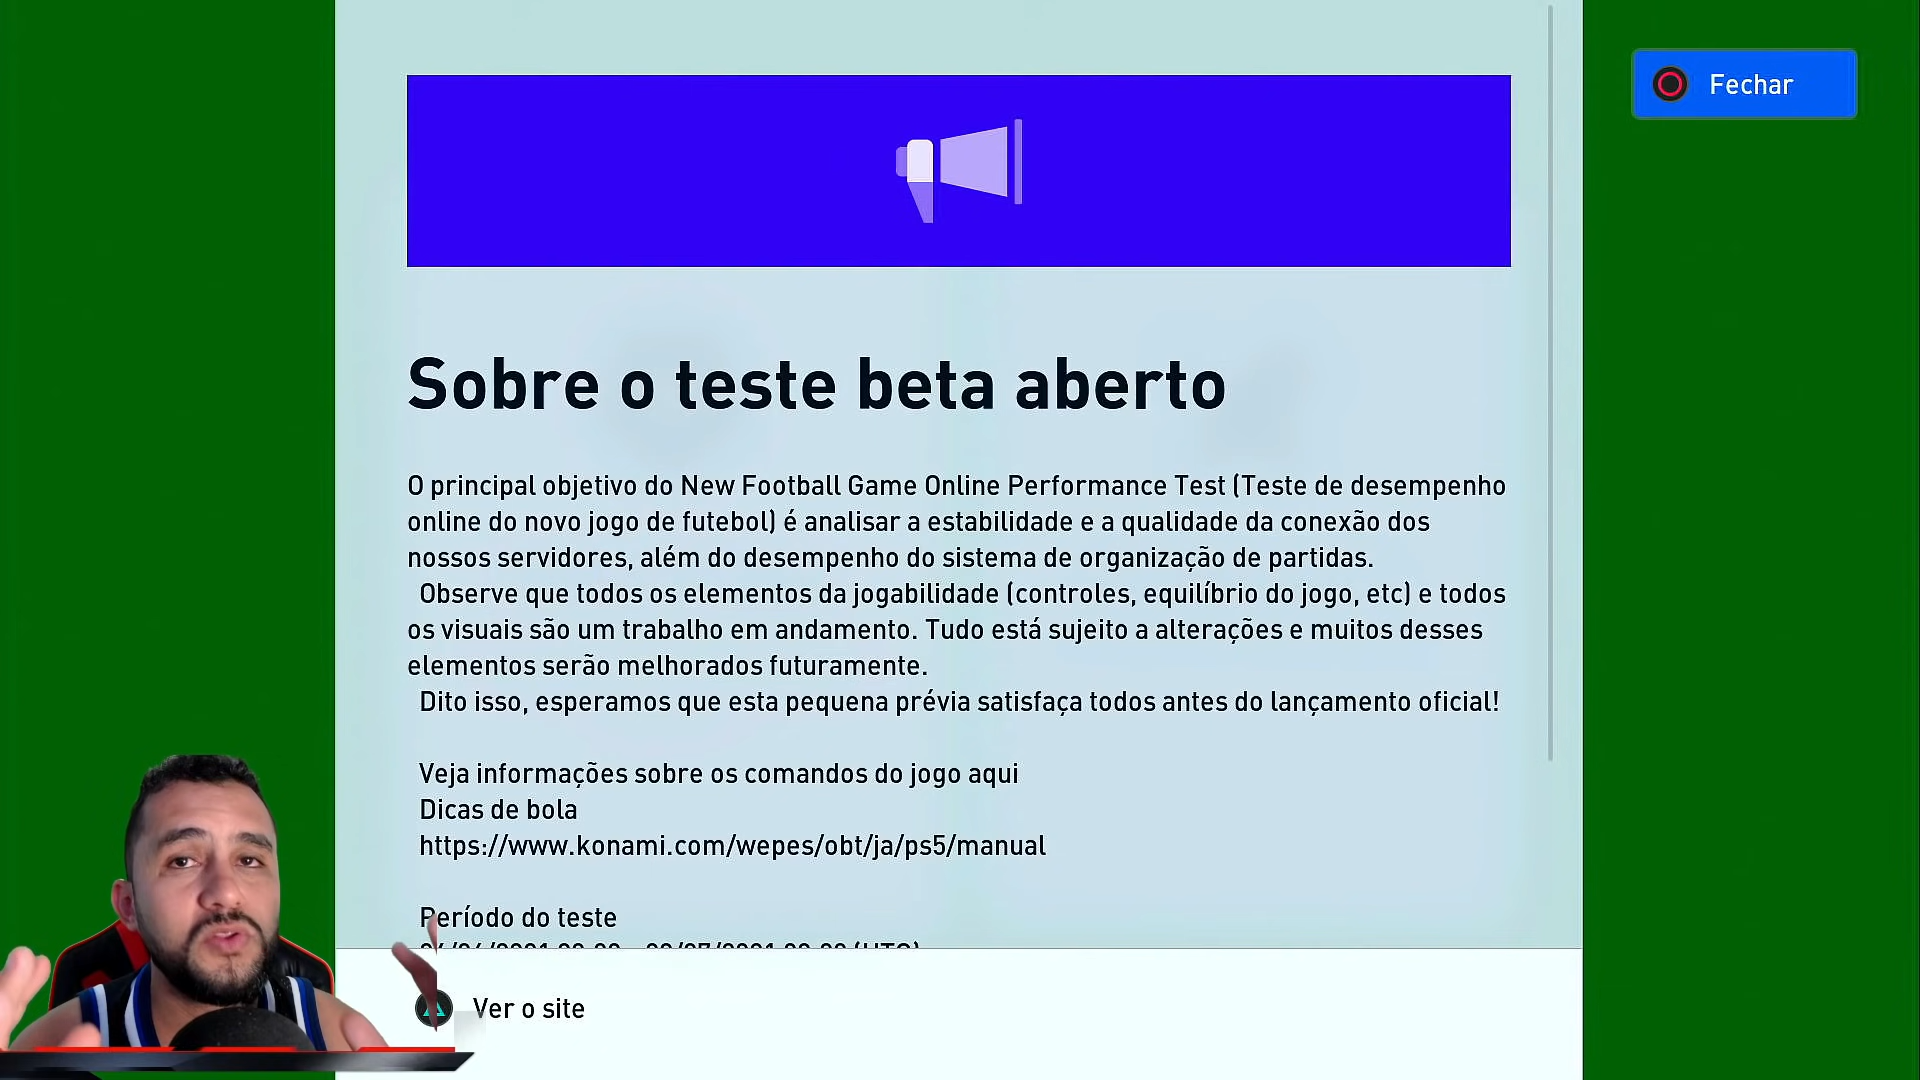 Fechar
Sobre o teste beta aberto
O principal objetivo do New Football Game Online Performance Test (Teste de desempenho
online do novo jogo de futebol) é analisar a estabilidade e a qualidade da conexão dos
nossos servidores, além do desempenho do sistema de organização de partidas.
Observe que todos os elementos da jogabilidade (controles, equilíbrio do jogo, etc) e todos
os visuais são um trabalho em andamento. Tudo está sujeito a alterações e muitos desses
elementos serão melhorados futuramente.
Dito isso, esperamos que esta pequena prévia satisfaça todos antes do lançamento oficial!
Veja informações sobre os comandos do jogo aqui
Dicas de bola
https://www.konami.com/wepes/obt/ja/ps5/manual
Período do teste
(UTC)
Ver o site